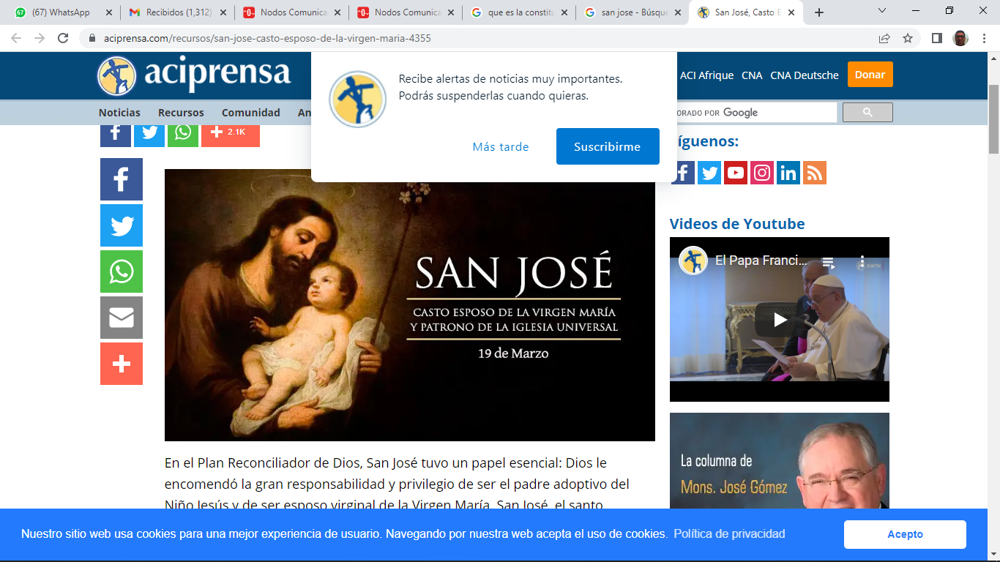 (67) WhatsApp
Recibidos (1,312)
Nodos Comunica
Nodos Comunica
que es la constitu
san jose - Búsque
San José, Casto E
aciprensa.com/recursos/san-jose-casto-esposo-de-la-virgen-maria-4355
aciprensa
Recibe alertas de noticias muy importantes.
Podrás suspenderlas cuando quieras.
Más tarde
Suscribirme
ACI Afrique CNA CNA Deutsche
Donar
Noticias Recursos Comunidad An
ORADO POR Google
2.1K
íguenos:
SAN JOSÉ
CASTO ESPOSO DE LA VIRGEN MARÍA
Y PATRONO DE LA IGLESIA UNIVERSAL
19 de Marzo
Videos de Youtube
El Papa Franci...
EWTN
La columna de
Mons. José Gómez
En el Plan Reconciliador de Dios, San José tuvo un papel esencial: Dios le
encomendó la gran responsabilidad y privilegio de ser el padre adoptivo del
Niño Jesús y de ser esposo virginal de la Virgen María. San José, el santo
Nuestro sitio web usa cookies para una mejor experiencia de usuario. Navegando por nuestra web acepta el uso de cookies. Política de privacidad
Acepto